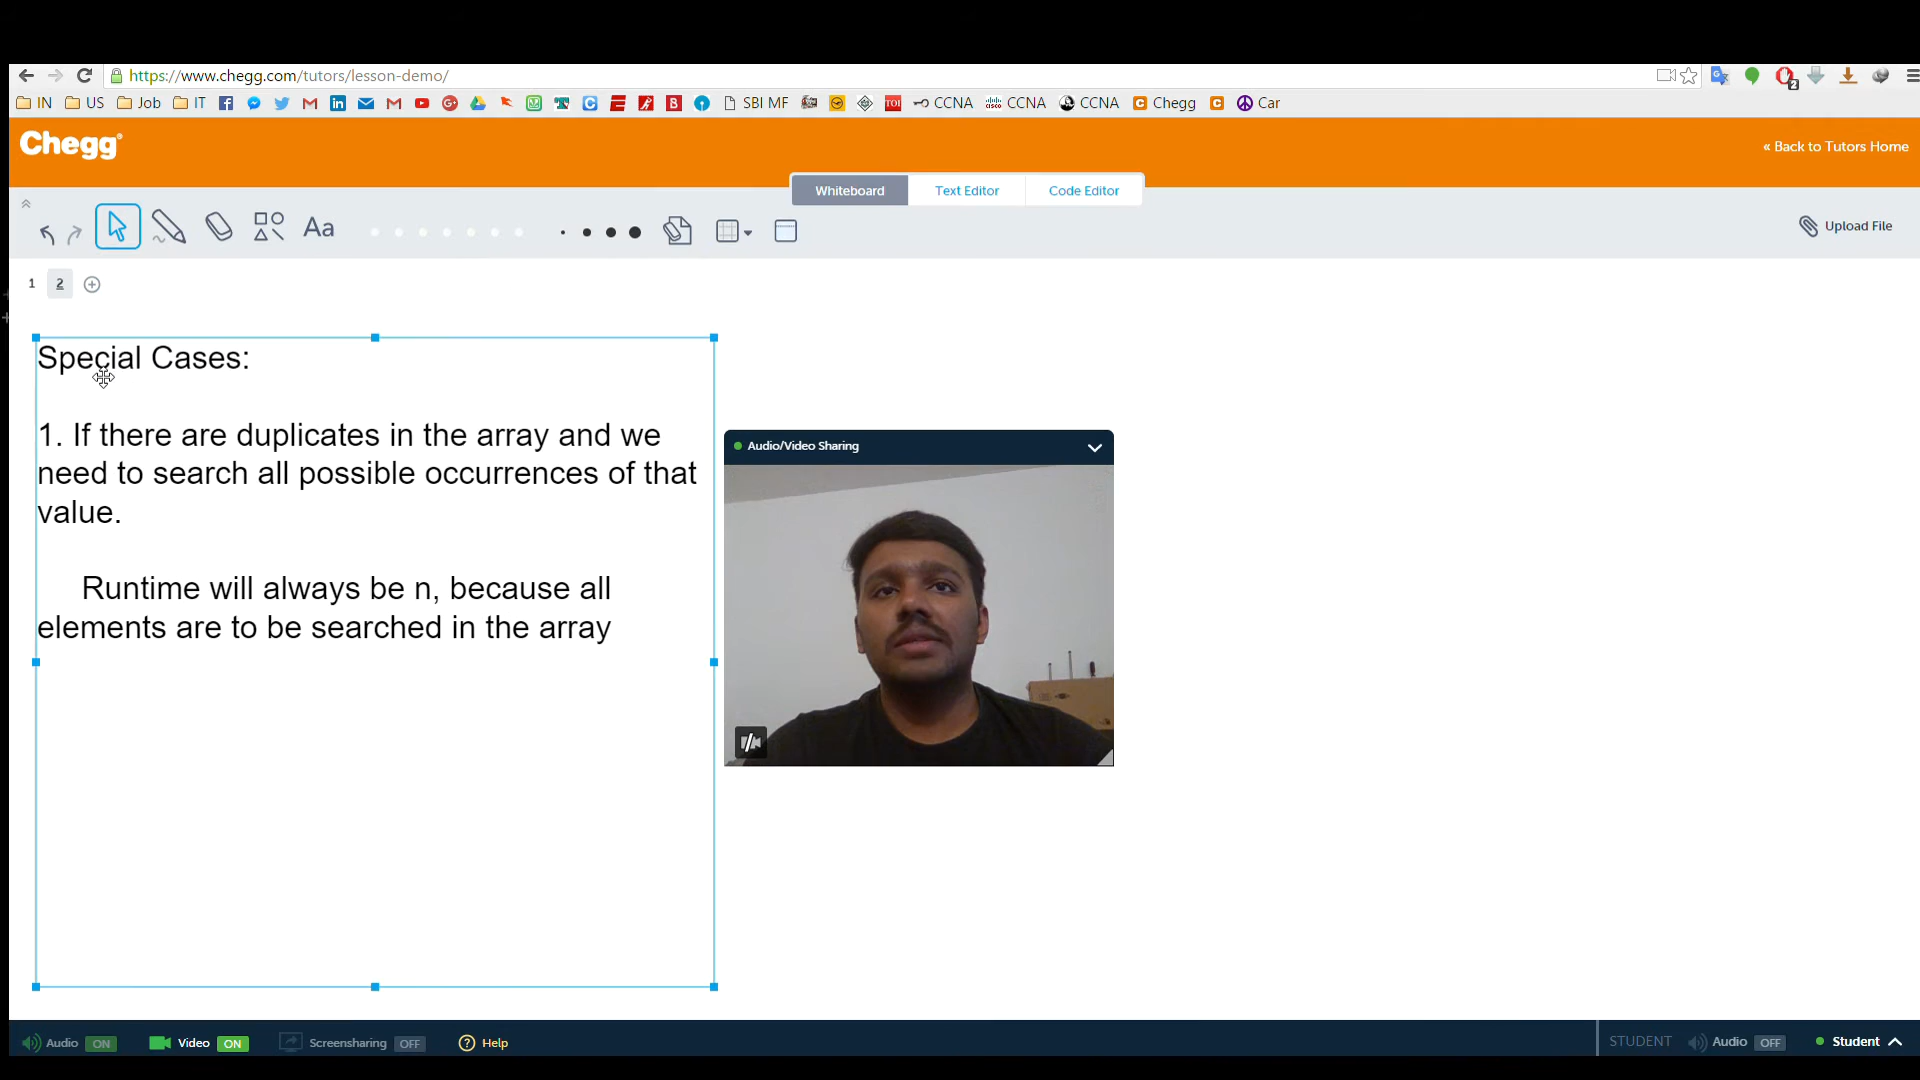 https://www.chegg.com/tutors/lesson-demo/
IN US Job IT SBI MF TOI CCNA CCNA CCNA Chegg Car
Chegg
« Back to Tutors Home
Whiteboard Text Editor Code Editor
Aa
Upload File
1 2
Special Cases:
1. If there are duplicates in the array and we
need to search all possible occurrences of that
value.
Runtime will always be n, because all
elements are to be searched in the array
Audio/Video Sharing
Audio ON Video ON Screensharing OFF Help STUDENT Audio OFF Student